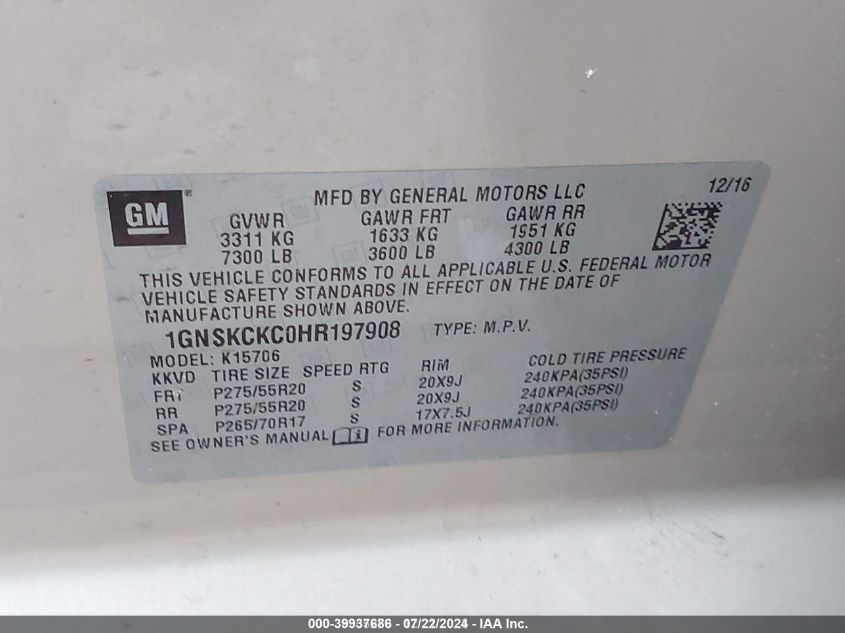 GM
MFD BY GENERAL MOTORS LLC
12/16
GVWR GAWR FRT GAWR RR
3311 KG 1633 KG 1951 KG
7300 LB 3600 LB 4300 LB
THIS VEHICLE CONFORMS TO ALL APPLICABLE U.S. FEDERAL MOTOR
VEHICLE SAFETY STANDARDS IN EFFECT ON THE DATE OF
MANUFACTURE SHOWN ABOVE.
1GNSKCKC0HR197908 TYPE: M.P.V.
MODEL: K15706
KKVD TIRE SIZE SPEED RTG RIM COLD TIRE PRESSURE
FRT P275/55R20 S 20X9J 240KPA(35PSI)
RR P275/55R20 S 20X9J 240KPA(35PSI)
SPA P265/70R17 S 17X7.5J 240KPA(35PSI)
SEE OWNER'S MANUAL FOR MORE INFORMATION.
000-39937686 - 07/22/2024 - IAA Inc.